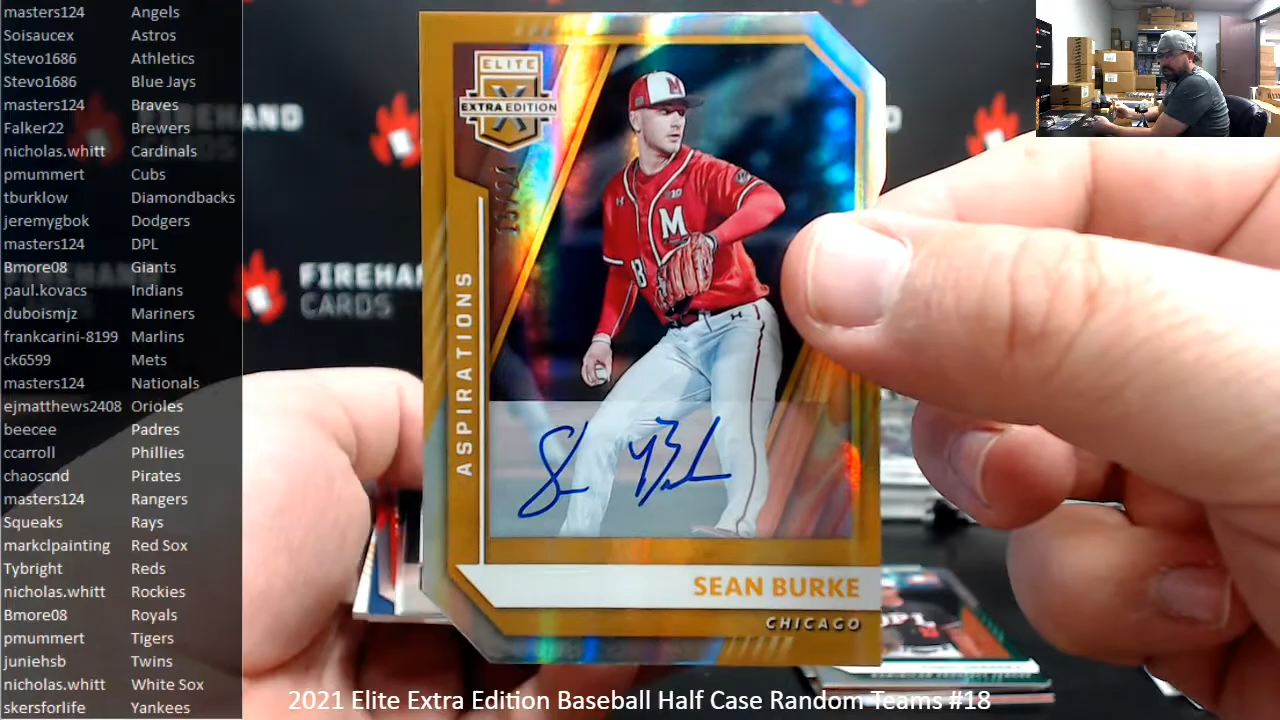 masters124 Angels
Soisaucex Astros
Stevo1686 Athletics
Stevo1686 Blue Jays
masters124 Braves
Falker22 Brewers
nicholas.whitt Cardinals
pmummert Cubs
tburklow Diamondbacks
jeremygbok Dodgers
masters124 DPL
Bmore08 Giants
paul.kovacs Indians
duboismjz Mariners
frankcarini-8199 Marlins
ck6599 Mets
masters124 Nationals
ejmatthews2408 Orioles
beecee Padres
ccarroll Phillies
chaoscnd Pirates
masters124 Rangers
Squeaks Rays
markclpainting Red Sox
Tybright Reds
nicholas.whitt Rockies
Bmore08 Royals
pmummert Tigers
juniehsb Twins
nicholas.whitt White Sox
skersforlife Yankees
FIREHAND
CARDS
ELITE
X
EXTRA EDITION
ASPIRATIONS
M
M
8
SEAN BURKE
CHICAGO
2021 Elite Extra Edition Baseball Half Case Random Teams #18